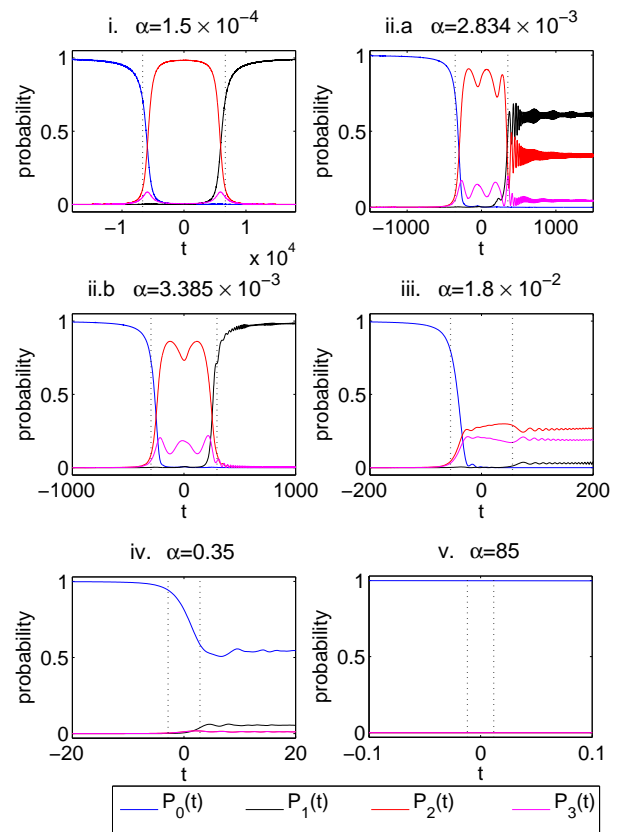 i. α=1.5 × 10⁻⁴
ii.a α=2.834 × 10⁻³
1
0.5
0
probability
−1 0 1
t
x 10⁴
1
0.5
0
probability
−1000 0 1000
t
ii.b α=3.385 × 10⁻³
iii. α=1.8 × 10⁻²
1
0.5
0
probability
−1000 0 1000
t
1
0.5
0
probability
−200 0 200
t
iv. α=0.35
v. α=85
1
0.5
0
probability
−20 0 20
t
1
0.5
0
probability
−0.1 0 0.1
t
P₀(t) P₁(t) P₂(t) P₃(t)